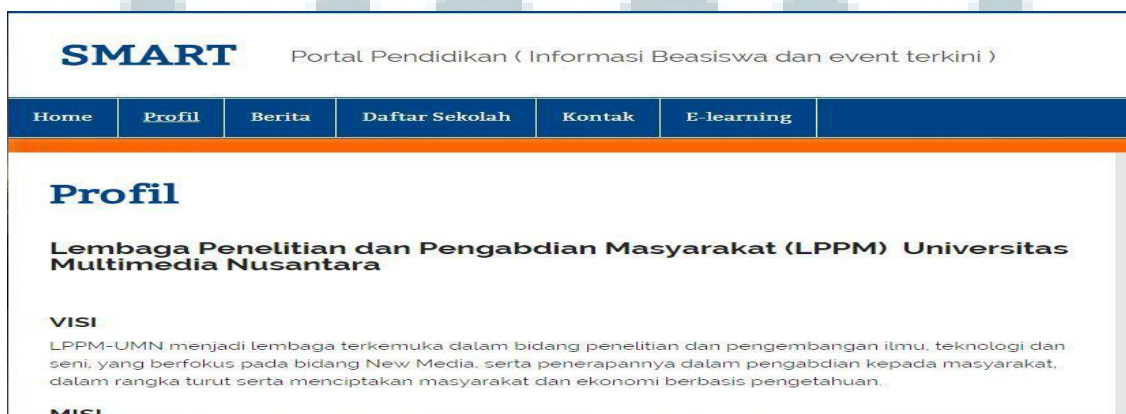 SMART Portal Pendidikan ( Informasi Beasiswa dan event terkini )
Home Profil Berita Daftar Sekolah Kontak E-learning
Profil
Lembaga Penelitian dan Pengabdian Masyarakat (LPPM) Universitas
Multimedia Nusantara
VISI
LPPM-UMN menjadi lembaga terkemuka dalam bidang penelitian dan pengembangan ilmu, teknologi dan
seni, yang berfokus pada bidang New Media, serta penerapannya dalam pengabdian kepada masyarakat,
dalam rangka turut serta menciptakan masyarakat dan ekonomi berbasis pengetahuan.
MISI